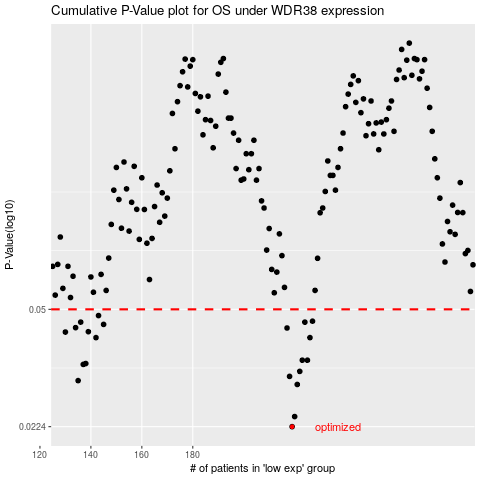 Cumulative P-Value plot for OS under WDR38 expression
P-Value(log10)
0.05
0.0224
optimized
120 140 160 180
# of patients in 'low exp' group